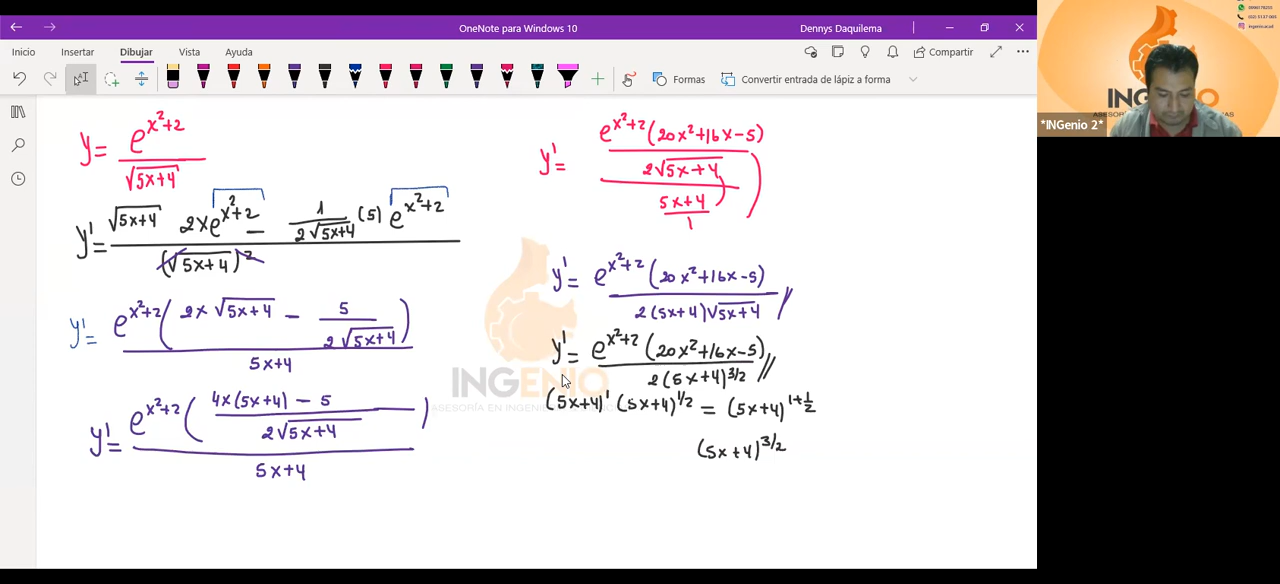 OneNote para Windows 10
Dennys Daquilema
Inicio Insertar Dibujar Vista Ayuda
Compartir
Formas
Convertir entrada de lápiz a forma
*INGenio 2*
y = e^(x²+2) / √(5x+4)
y' = (√(5x+4) 2xe^(x²+2) − 1/(2√(5x+4)) (5) e^(x²+2)) / (√(5x+4))²
y' = e^(x²+2) (2x √(5x+4) − 5/(2√(5x+4))) / (5x+4)
y' = e^(x²+2) ((4x(5x+4) − 5) / (2√(5x+4))) / (5x+4)
y' = (e^(x²+2) (20x²+16x−5) / (2√(5x+4))) / ((5x+4)/1)
y' = e^(x²+2) (20x²+16x−5) / (2(5x+4)√(5x+4)) //
y' = e^(x²+2) (20x²+16x−5) / (2(5x+4)^(3/2)) //
(5x+4)^1 (5x+4)^(1/2) = (5x+4)^(1+1/2)
(5x+4)^(3/2)
INGENIO
ASESORÍA EN INGENIE